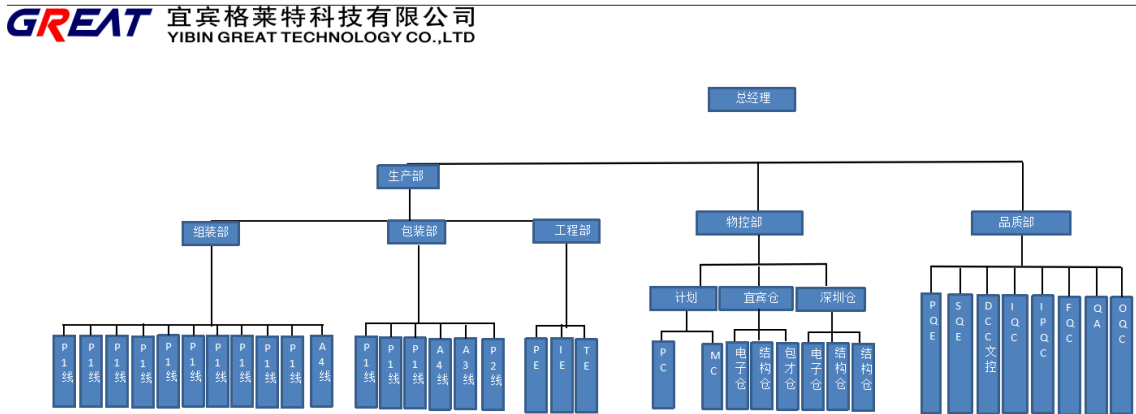 GREAT 宜宾格莱特科技有限公司
YIBIN GREAT TECHNOLOGY CO.,LTD
总经理
生产部
物控部
品质部
组装部
包装部
工程部
计划
宜宾仓
深圳仓
P1线
P1线
P1线
P1线
P1线
P1线
P1线
P1线
P1线
P1线
A4线
P1线
P1线
P1线
A4线
A3线
P2线
PE
IE
TE
PC
MC
电子仓
结构仓
包才仓
电子仓
结构仓
结构仓
PQE
SQE
DCC文控
IQC
IPQC
FQC
QA
OQC